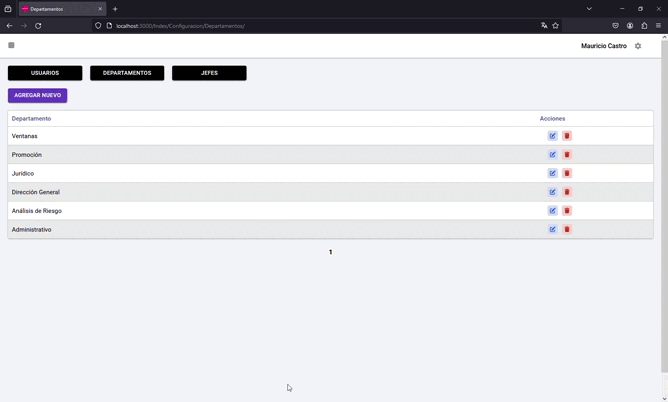 Departamentos
localhost:3000/Index/Configuracion/Departamentos/
Mauricio Castro
USUARIOS DEPARTAMENTOS JEFES
AGREGAR NUEVO
Departamento Acciones
Ventanas
Promoción
Jurídico
Dirección General
Análisis de Riesgo
Administrativo
1